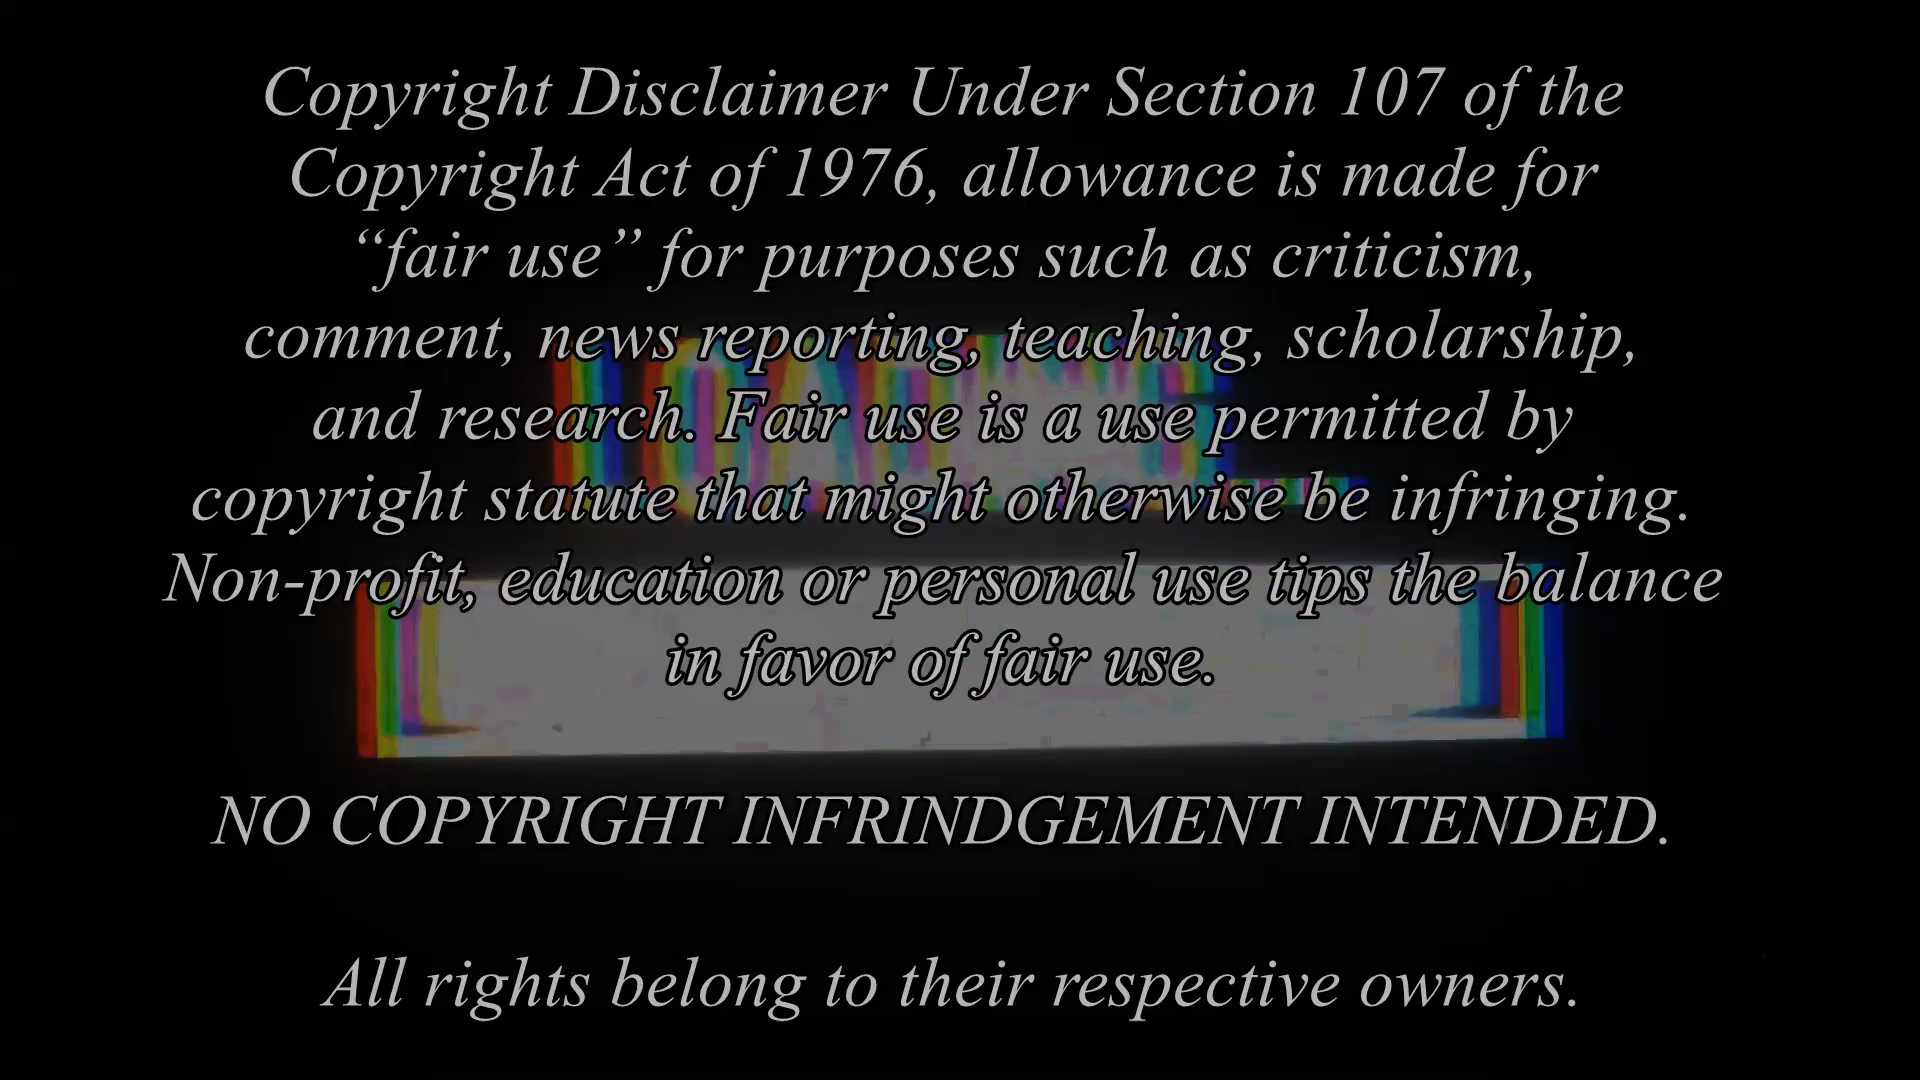 Copyright Disclaimer Under Section 107 of the
Copyright Act of 1976, allowance is made for
“fair use” for purposes such as criticism,
comment, news reporting, teaching, scholarship,
and research. Fair use is a use permitted by
copyright statute that might otherwise be infringing.
Non-profit, education or personal use tips the balance
in favor of fair use.
NO COPYRIGHT INFRINDGEMENT INTENDED.
All rights belong to their respective owners.